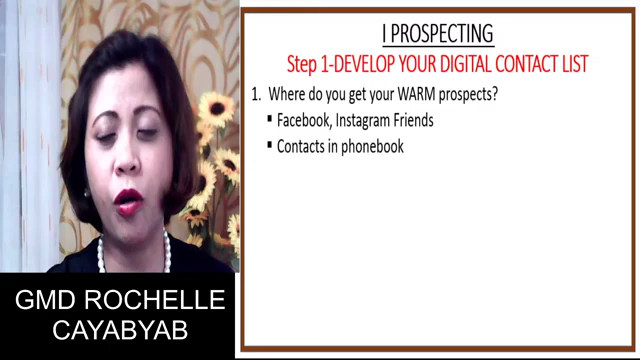 I PROSPECTING
Step 1-DEVELOP YOUR DIGITAL CONTACT LIST
1. Where do you get your WARM prospects?
▪ Facebook, Instagram Friends
▪ Contacts in phonebook
GMD ROCHELLE
CAYABYAB